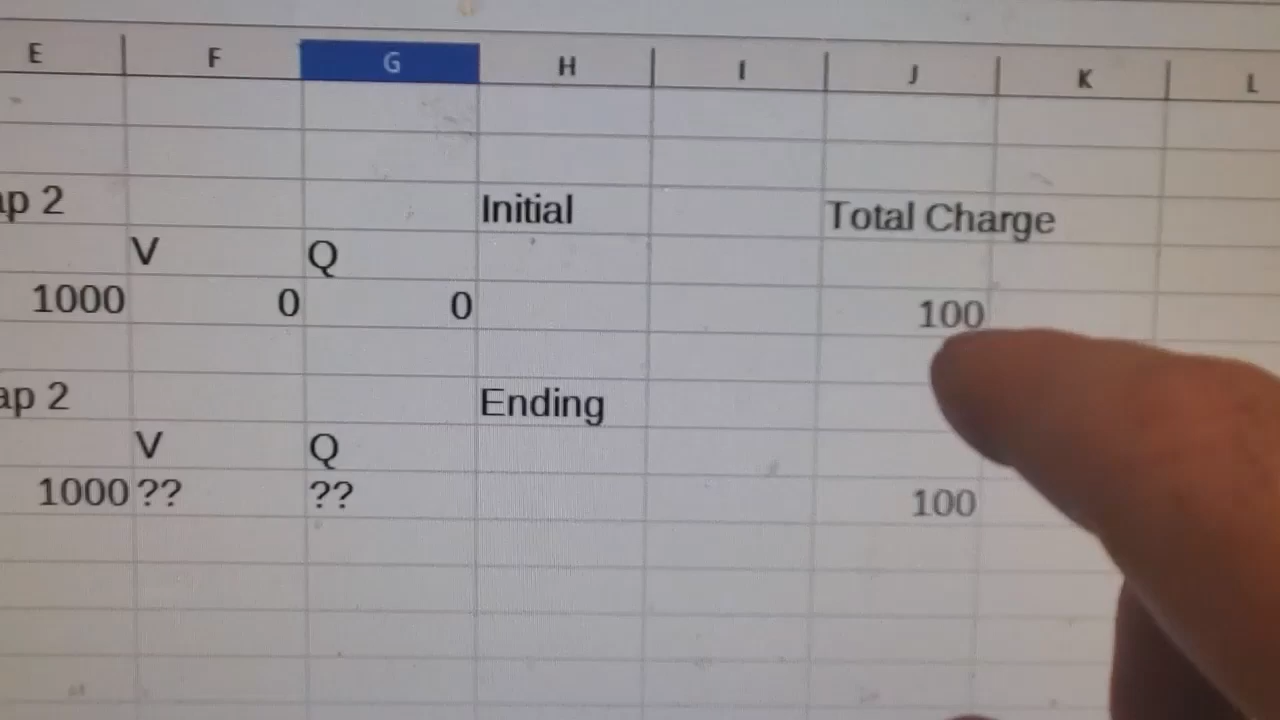 E F G H I J K L
ap 2 Initial Total Charge
V Q
1000 0 0 100
ap 2 Ending
V Q
1000 ?? ?? 100